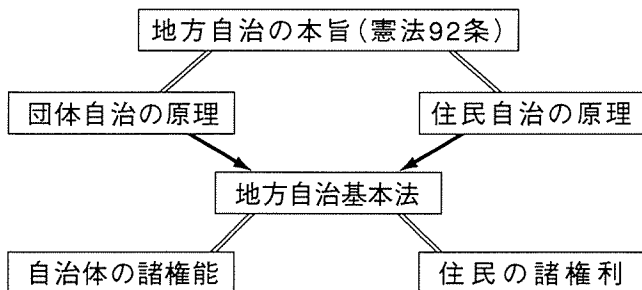 地方自治の本旨(憲法92条)
団体自治の原理
住民自治の原理
地方自治基本法
自治体の諸権能
住民の諸権利